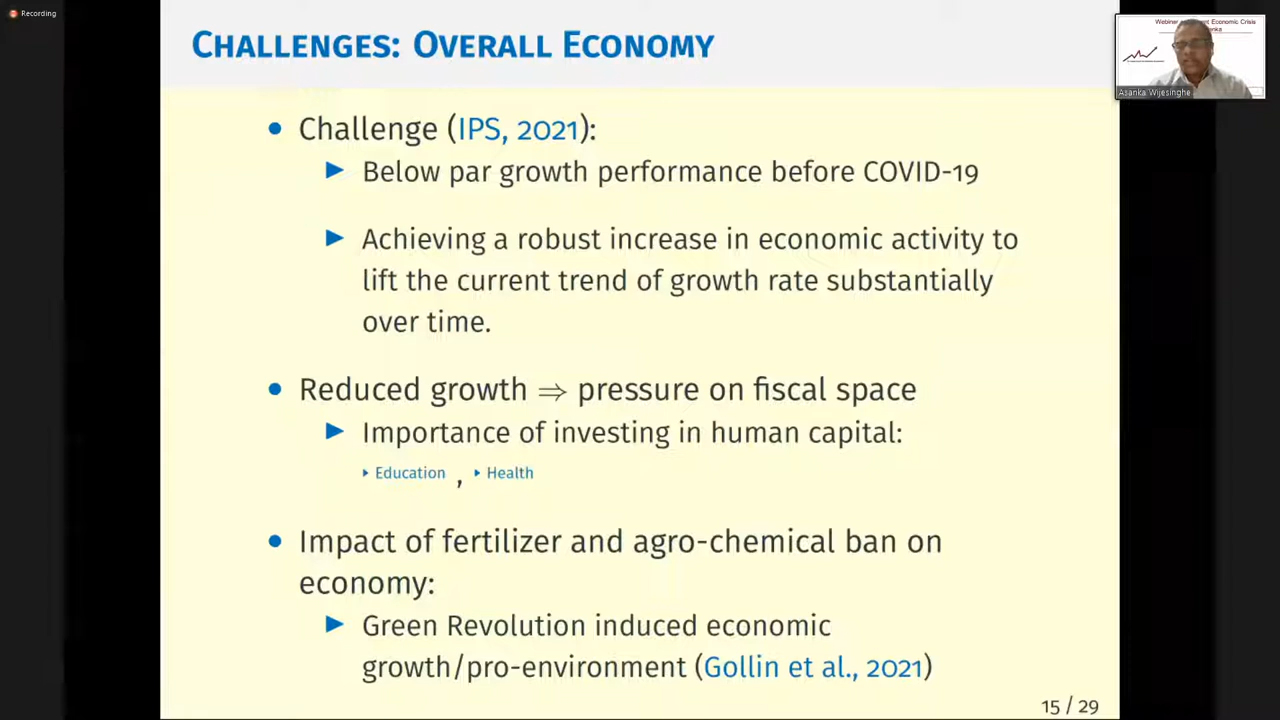 Recording
CHALLENGES: OVERALL ECONOMY
Webinar
Economic Crisis
Asanka Wijesinghe
• Challenge (IPS, 2021):
▶ Below par growth performance before COVID-19
▶ Achieving a robust increase in economic activity to
lift the current trend of growth rate substantially
over time.
• Reduced growth ⇒ pressure on fiscal space
▶ Importance of investing in human capital:
▸ Education , ▸ Health
• Impact of fertilizer and agro-chemical ban on
economy:
▶ Green Revolution induced economic
growth/pro-environment (Gollin et al., 2021)
15 / 29